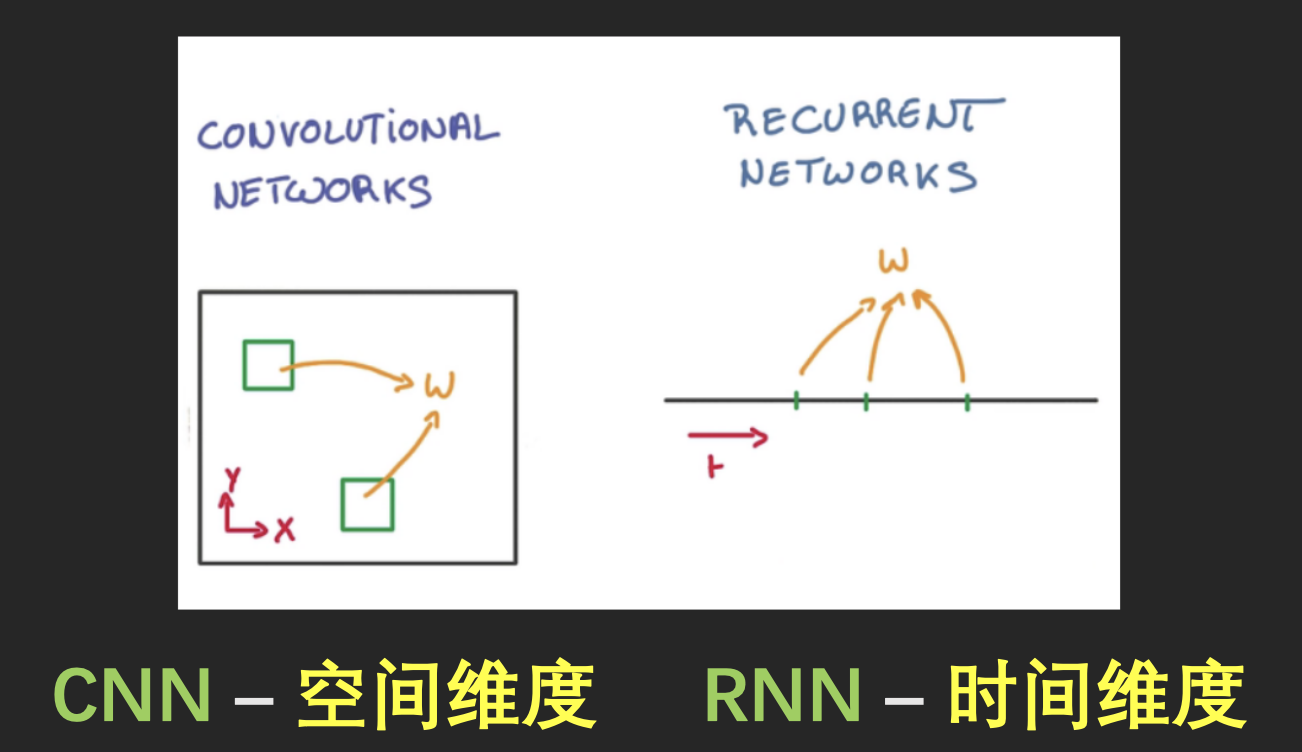 CONVOLUTIONAL
NETWORKS
RECURRENT
NETWORKS
W
W
Y
X
t
CNN – 空间维度
RNN – 时间维度